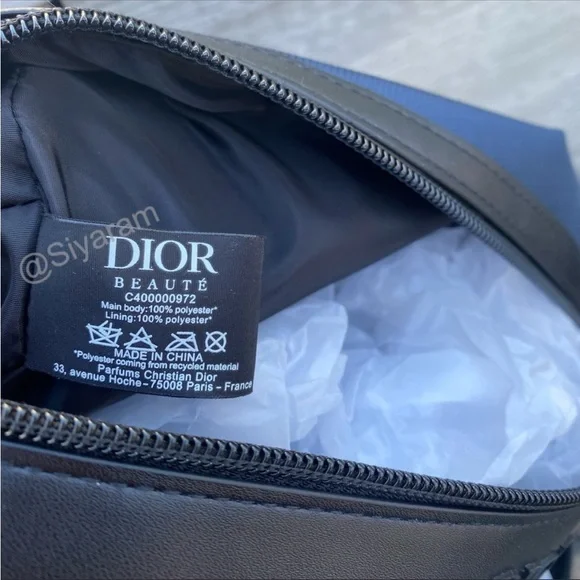 @Siyaram
DIOR
BEAUTÉ
C400000972
Main body:100% polyester*
Lining:100% polyester*
MADE IN CHINA
*Polyester coming from recycled material
Parfums Christian Dior
33, avenue Hoche-75008 Paris - France